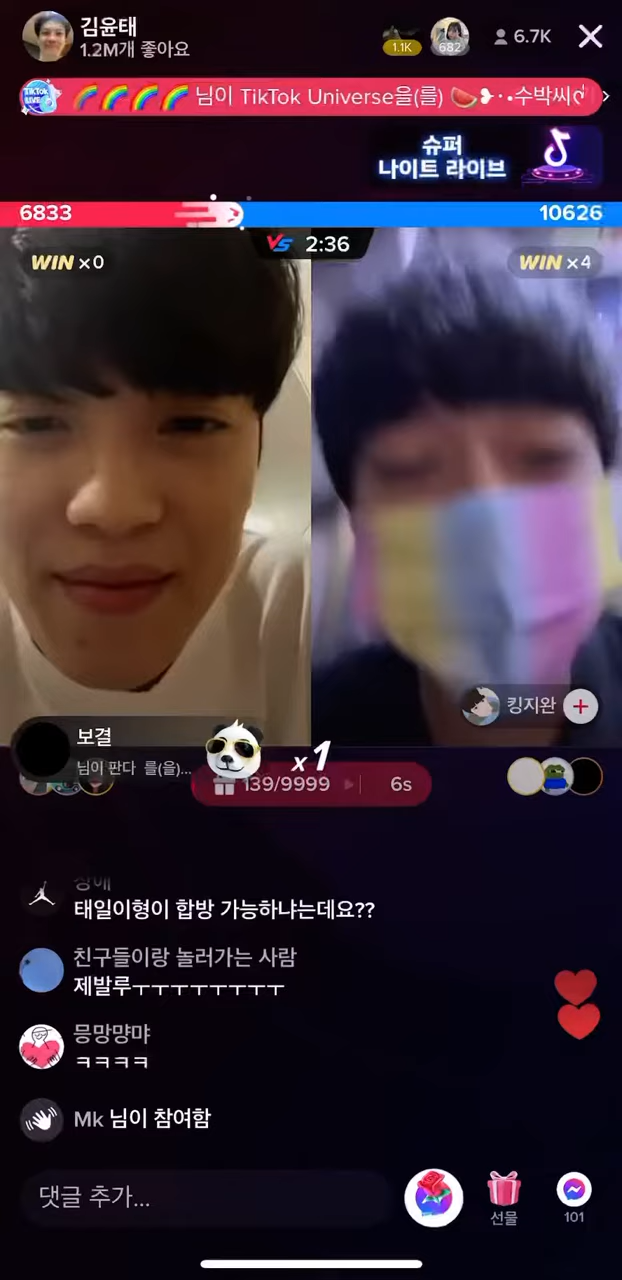 김윤태
1.2M개 좋아요
1.1K
682
6.7K
TikTok LIVE
님이 TikTok Universe을(를)
수박씨
슈퍼
나이트 라이브
6833
10626
VS 2:36
WIN ×0
WIN ×4
킹지완
보결
님이 판다 를(을)...
x1
139/9999
6s
태일이형이 합방 가능하냐는데요??
친구들이랑 놀러가는 사람
제발루ㅜㅜㅜㅜㅜㅜㅜㅜ
믕망먕먀
ㅋㅋㅋㅋ
Mk 님이 참여함
댓글 추가...
선물
101